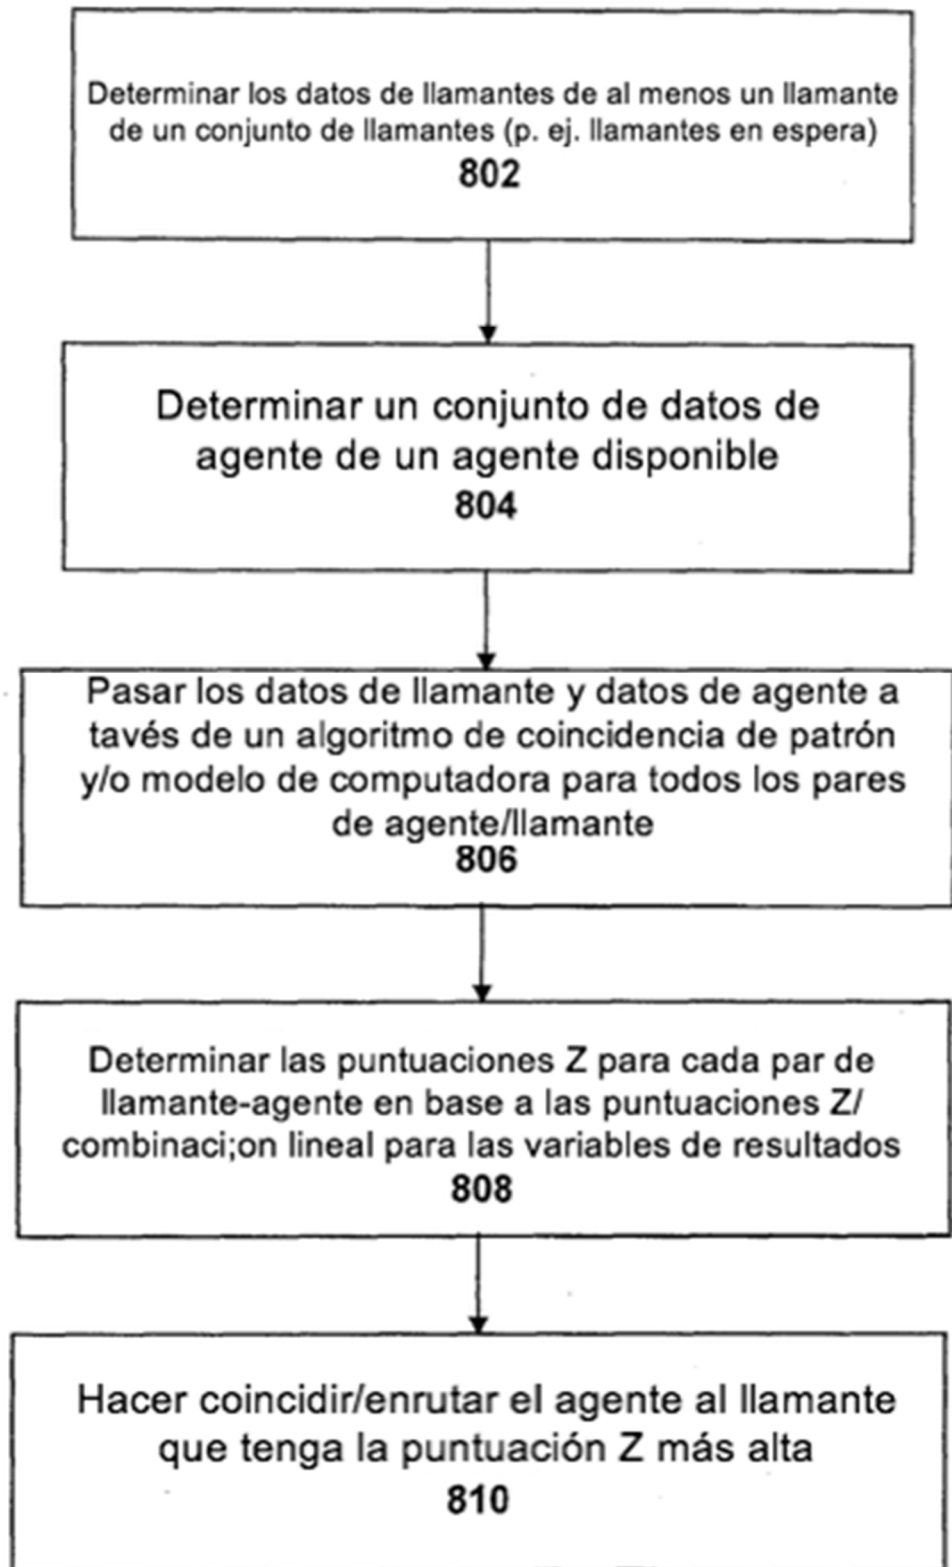 Determinar los datos de llamantes de al menos un llamante
de un conjunto de llamantes (p. ej. llamantes en espera)
802
Determinar un conjunto de datos de
agente de un agente disponible
804
Pasar los datos de llamante y datos de agente a
tavés de un algoritmo de coincidencia de patrón
y/o modelo de computadora para todos los pares
de agente/llamante
806
Determinar las puntuaciones Z para cada par de
llamante-agente en base a las puntuaciones Z/
combinaci;on lineal para las variables de resultados
808
Hacer coincidir/enrutar el agente al llamante
que tenga la puntuación Z más alta
810